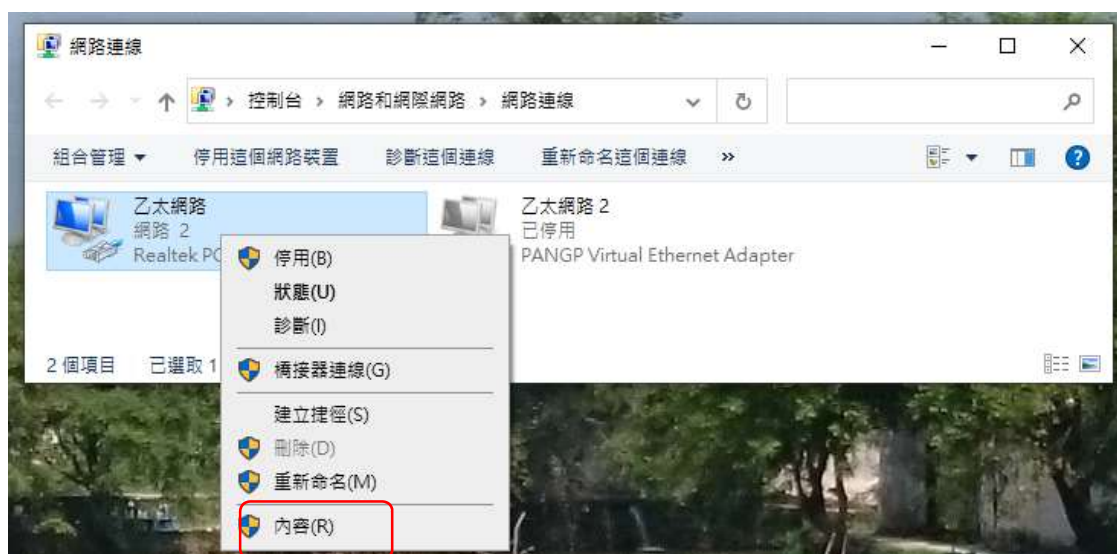 網路連線
控制台 › 網路和網際網路 › 網路連線
組合管理 停用這個網路裝置 診斷這個連線 重新命名這個連線 »
乙太網路
網路 2
Realtek PC
乙太網路 2
已停用
PANGP Virtual Ethernet Adapter
停用(B)
狀態(U)
診斷(I)
橋接器連線(G)
建立捷徑(S)
刪除(D)
重新命名(M)
內容(R)
2 個項目 已選取 1